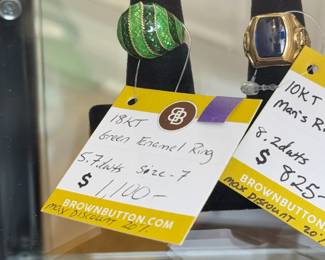 18KT
Green Enamel Ring
5.7dwts Size-7
$1,100-
BROWNBUTTON.COM
max DISCOUNT 20%
10KT
Man's R
8.2dwts
$825-
BROWNBUTTON.
max DISCOUNT 20%